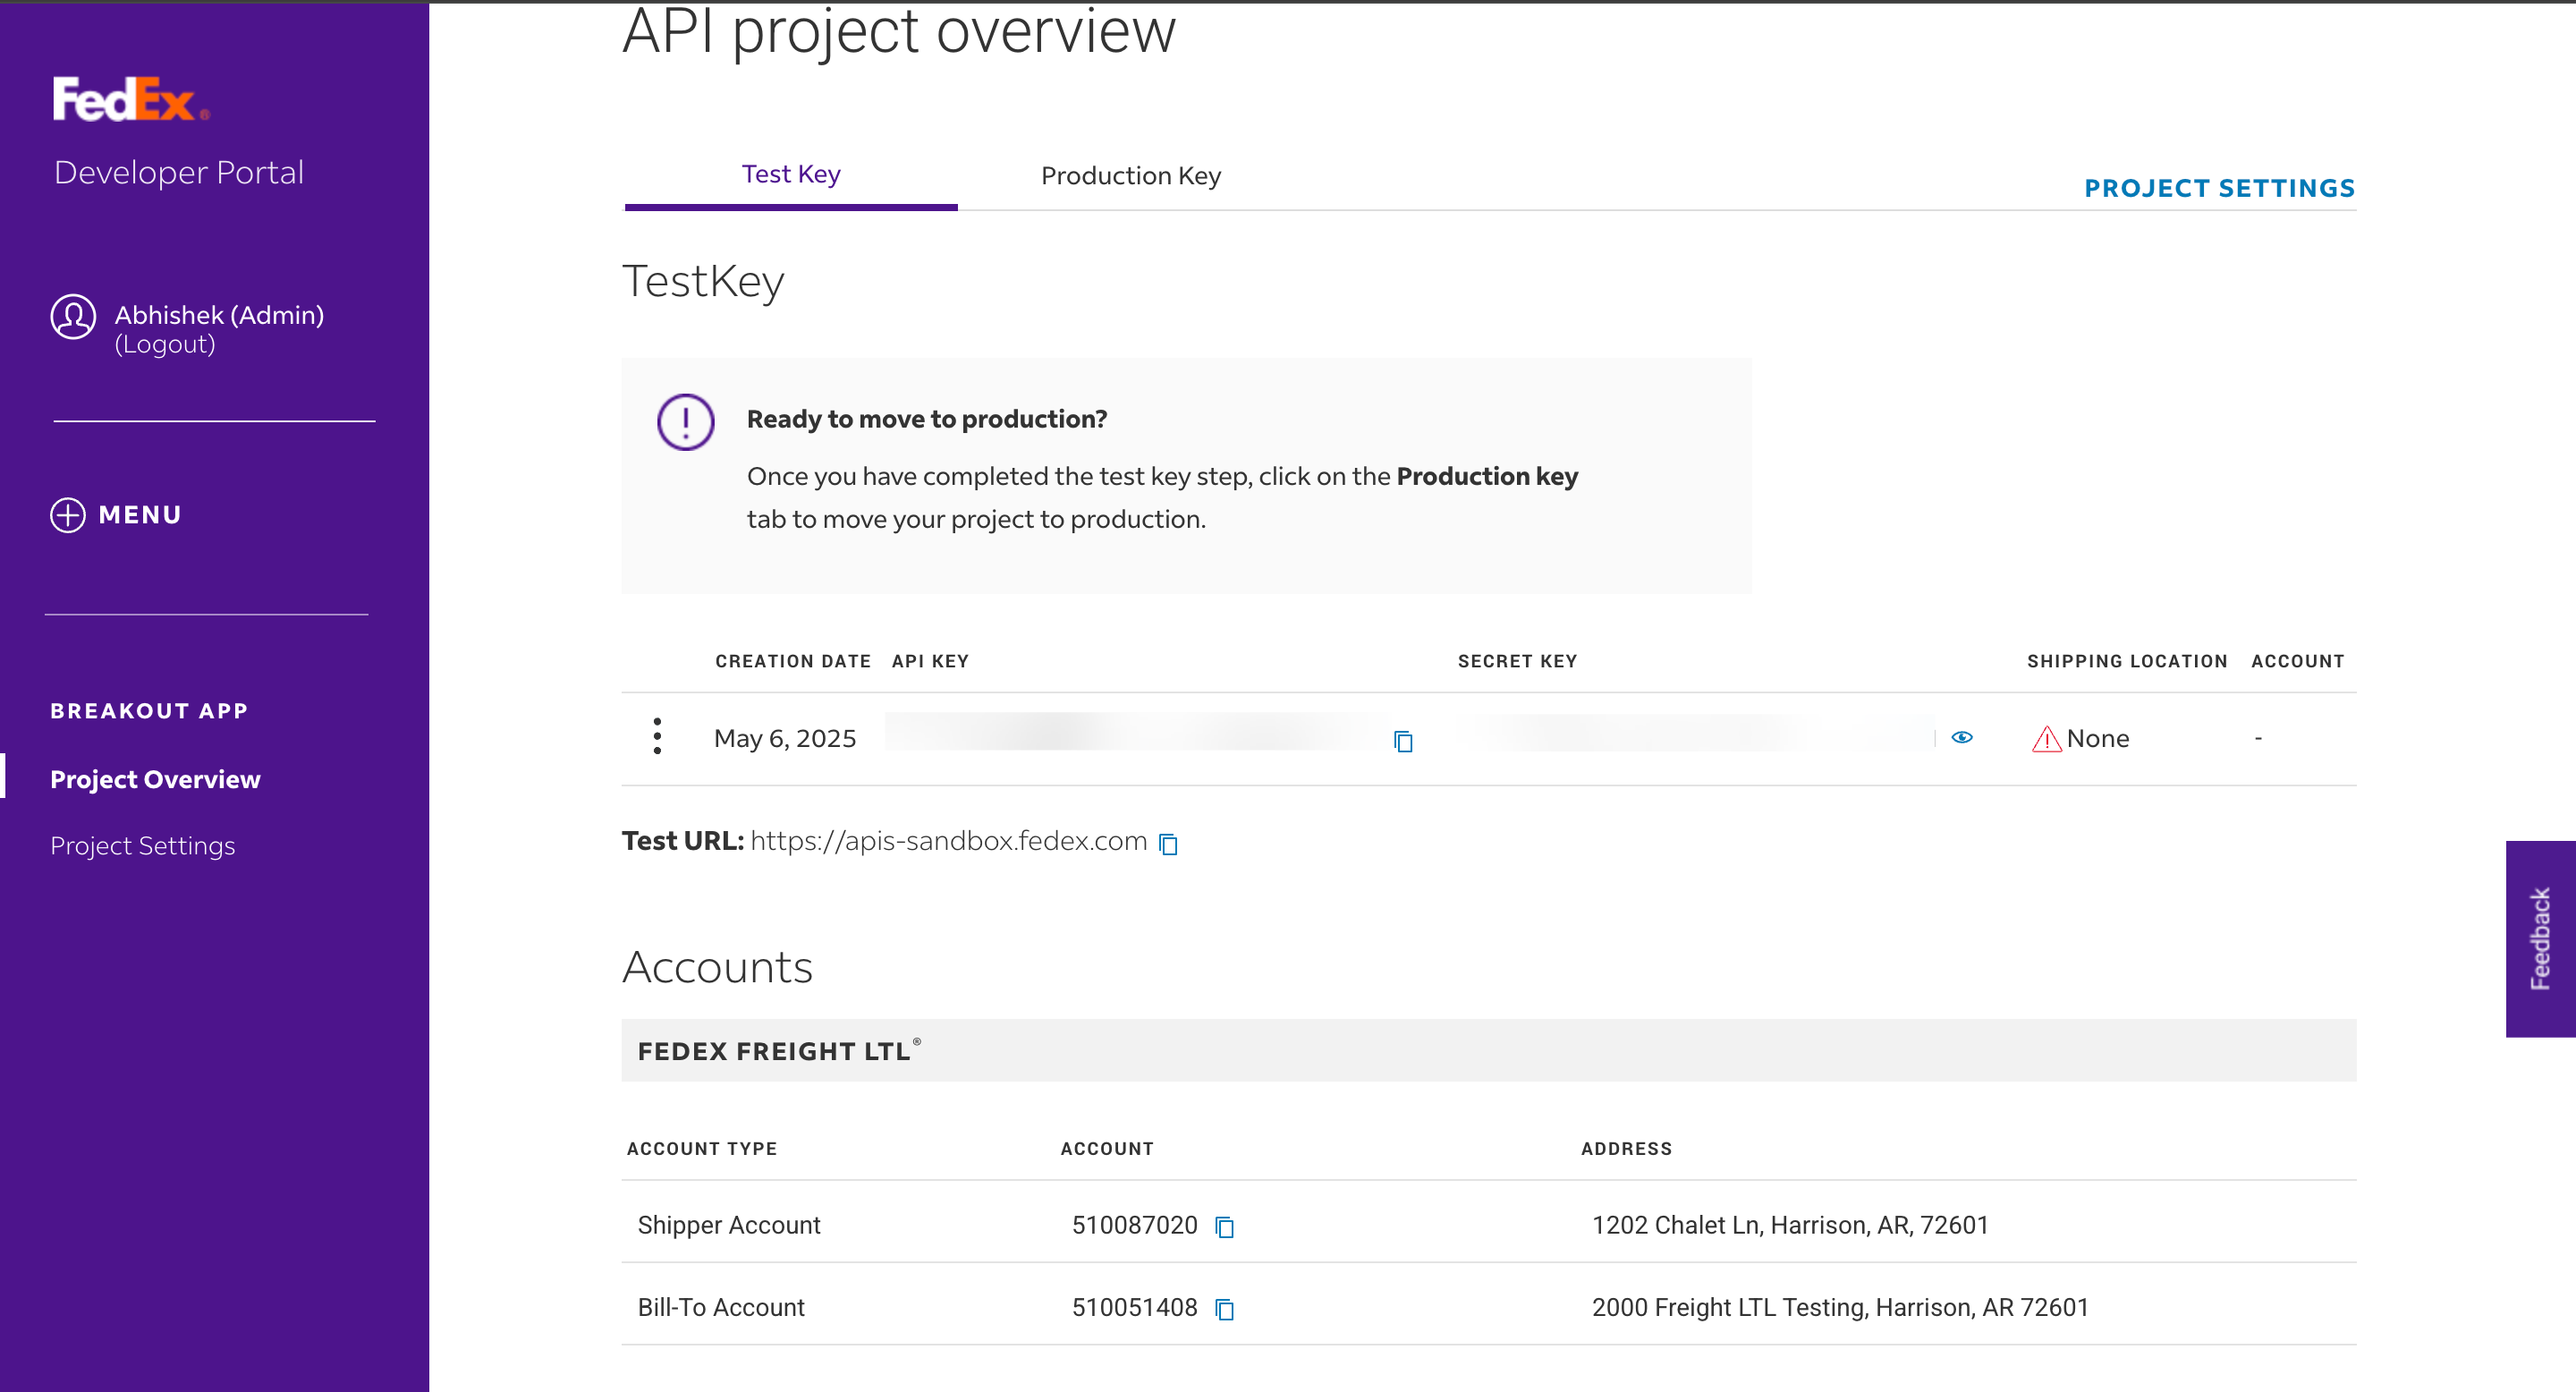 API project overview
FedEx®
Developer Portal
Abhishek (Admin)
(Logout)
MENU
BREAKOUT APP
Project Overview
Project Settings
Test Key
Production Key
PROJECT SETTINGS
TestKey
Ready to move to production?
Once you have completed the test key step, click on the Production key
tab to move your project to production.
CREATION DATE API KEY SECRET KEY SHIPPING LOCATION ACCOUNT
May 6, 2025 None -
Test URL: https://apis-sandbox.fedex.com
Accounts
FEDEX FREIGHT LTL®
ACCOUNT TYPE ACCOUNT ADDRESS
Shipper Account 510087020 1202 Chalet Ln, Harrison, AR, 72601
Bill-To Account 510051408 2000 Freight LTL Testing, Harrison, AR 72601
Feedback